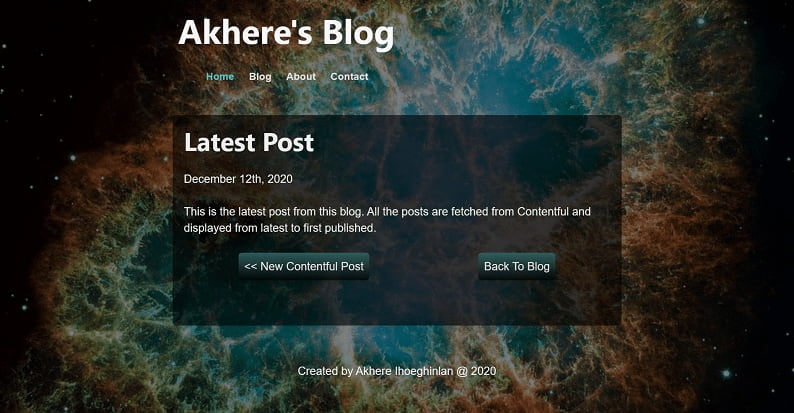 Akhere's Blog
Home Blog About Contact
Latest Post
December 12th, 2020
This is the latest post from this blog. All the posts are fetched from Contentful and
displayed from latest to first published.
<< New Contentful Post Back To Blog
Created by Akhere Ihoeghinlan @ 2020